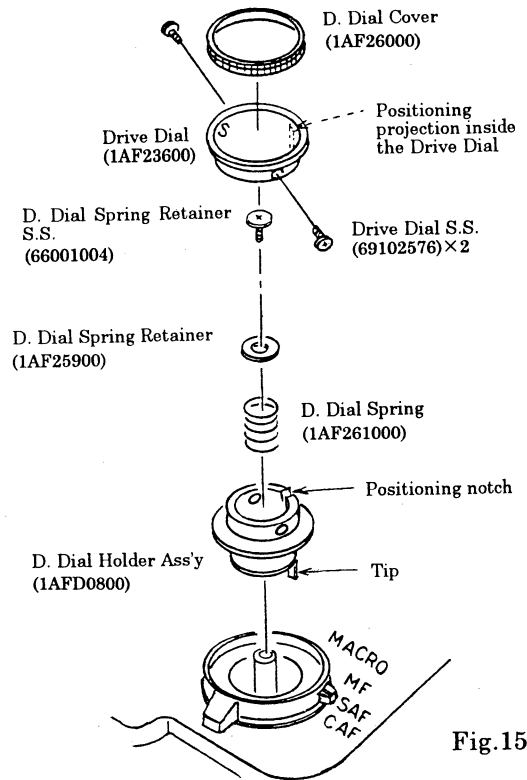 D. Dial Cover
(1AF26000)
Positioning
projection inside
the Drive Dial
S
Drive Dial
(1AF23600)
D. Dial Spring Retainer
S.S.
(66001004)
Drive Dial S.S.
(69102576)×2
D. Dial Spring Retainer
(1AF25900)
D. Dial Spring
(1AF261000)
Positioning notch
D. Dial Holder Ass'y
(1AFD0800)
Tip
MACRO
MF
SAF
CAF
Fig.15